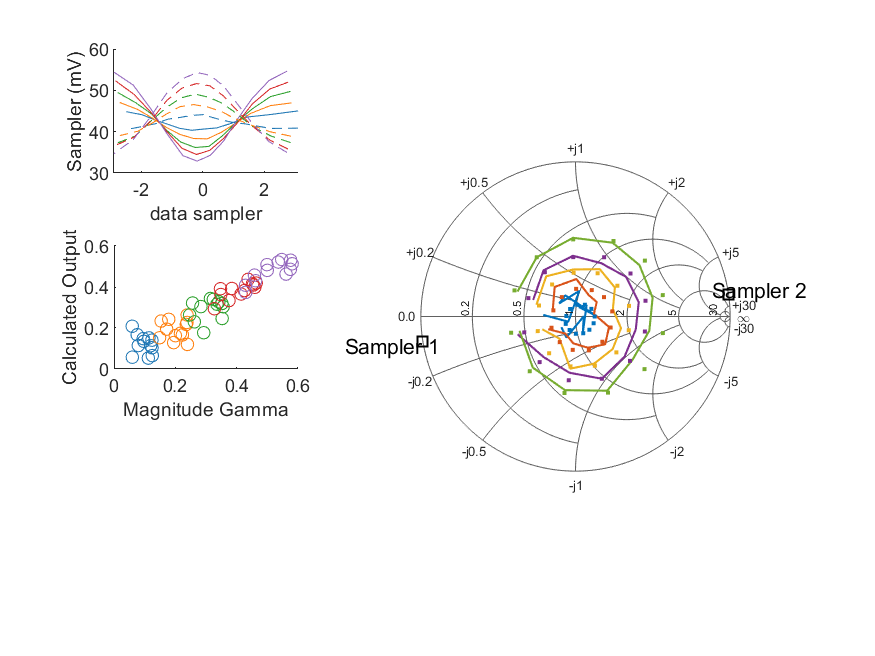 60
50
40
30
Sampler (mV)
-2 0 2
data sampler
0.6
0.4
0.2
0
Calculated Output
0 0.2 0.4 0.6
Magnitude Gamma
+j1
+j0.5 +j2
+j0.2 +j5
Sampler 2
+j30
0.0 0.2 0.5 1 2 5 30 ∞
-j30
Sampler 1
-j0.2 -j5
-j0.5 -j2
-j1